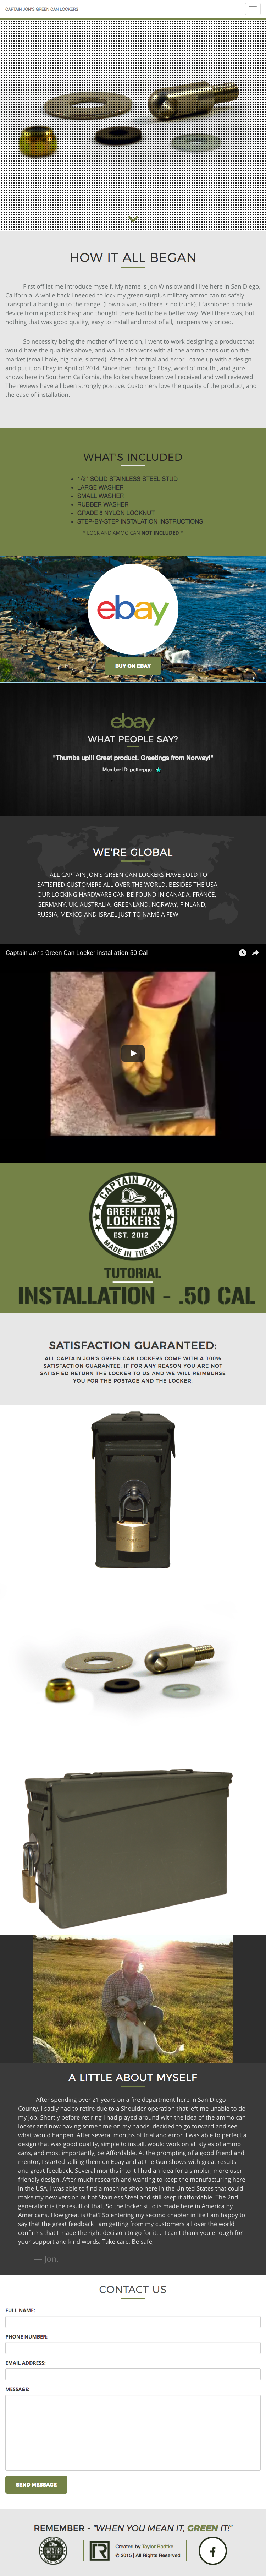 CAPTAIN JON'S GREEN CAN LOCKERS
HOW IT ALL BEGAN
First off let me introduce myself. My name is Jon Winslow and I live here in San Diego,
California. A while back I needed to lock my green surplus military ammo can to safely
transport a hand gun to the range. (I own a van, so there is no trunk). I fashioned a crude
device from a padlock hasp and thought there had to be a better way. Well there was, but
nothing that was good quality, easy to install and most of all, inexpensively priced.
So necessity being the mother of invention, I went to work designing a product that
would have the qualities above, and would also work with all the ammo cans out on the
market (small hole, big hole, slotted). After a lot of trial and error I came up with a design
and put it on Ebay in April of 2014. Since then through Ebay, word of mouth , and guns
shows here in Southern California, the lockers have been well received and well reviewed.
The reviews have all been strongly positive. Customers love the quality of the product, and
the ease of installation.
WHAT'S INCLUDED
1/2" SOLID STAINLESS STEEL STUD
LARGE WASHER
SMALL WASHER
RUBBER WASHER
GRADE 8 NYLON LOCKNUT
STEP-BY-STEP INSTALATION INSTRUCTIONS
* LOCK AND AMMO CAN NOT INCLUDED *
ebay
BUY ON EBAY
ebay
WHAT PEOPLE SAY?
"Thumbs up!!! Great product. Greetings from Norway!"
Member ID: petterpgo
WE'RE GLOBAL
ALL CAPTAIN JON'S GREEN CAN LOCKERS HAVE SOLD TO
SATISFIED CUSTOMERS ALL OVER THE WORLD. BESIDES THE USA,
OUR LOCKING HARDWARE CAN BE FOUND IN CANADA, FRANCE,
GERMANY, UK, AUSTRALIA, GREENLAND, NORWAY, FINLAND,
RUSSIA, MEXICO AND ISRAEL JUST TO NAME A FEW.
Captain Jon's Green Can Locker installation 50 Cal
CAPTAIN JON'S
GREEN CAN
LOCKERS
EST. 2012
MADE IN THE USA
TUTORIAL
INSTALLATION - .50 CAL
SATISFACTION GUARANTEED:
ALL CAPTAIN JON'S GREEN CAN LOCKERS COME WITH A 100%
SATISFACTION GUARANTEE. IF FOR ANY REASON YOU ARE NOT
SATISFIED RETURN THE LOCKER TO US AND WE WILL REIMBURSE
YOU FOR THE POSTAGE AND THE LOCKER.
A LITTLE ABOUT MYSELF
After spending over 21 years on a fire department here in San Diego
County, I sadly had to retire due to a Shoulder operation that left me unable to do
my job. Shortly before retiring I had played around with the idea of the ammo can
locker and now having some time on my hands, decided to go forward and see
what would happen. After several months of trial and error, I was able to perfect a
design that was good quality, simple to install, would work on all styles of ammo
cans, and most importantly, be Affordable. At the prompting of a good friend and
mentor, I started selling them on Ebay and at the Gun shows with great results
and great feedback. Several months into it I had an idea for a simpler, more user
friendly design. After much research and wanting to keep the manufacturing here
in the USA, I was able to find a machine shop here in the United States that could
make my new version out of Stainless Steel and still keep it affordable. The 2nd
generation is the result of that. So the locker stud is made here in America by
Americans. How great is that? So entering my second chapter in life I am happy to
say that the great feedback I am getting from my customers all over the world
confirms that I made the right decision to go for it.... I can't thank you enough for
your support and kind words. Take care, Be safe,
— Jon.
CONTACT US
FULL NAME:
PHONE NUMBER:
EMAIL ADDRESS:
MESSAGE:
SEND MESSAGE
REMEMBER - "WHEN YOU MEAN IT, GREEN IT!"
Created by Taylor Radtke
© 2015 | All Rights Reserved